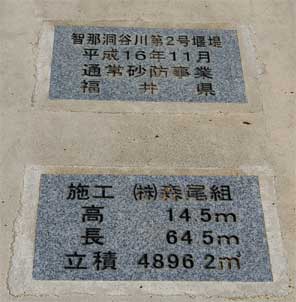 智那洞谷川第2号堰堤
平成16年11月
通常砂防事業
福井県
施工 ㈱森尾組
高 14.5m
長 64.5m
立積 4896.2㎥